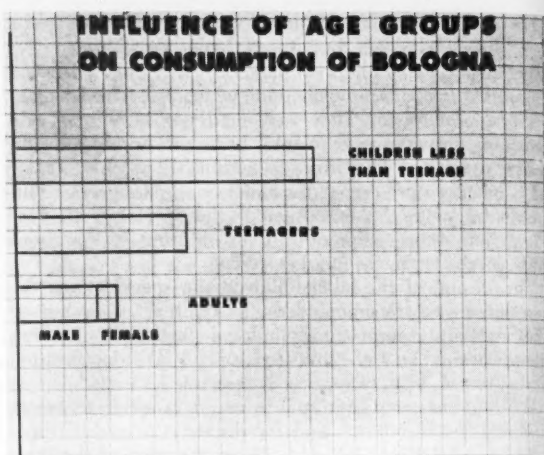 INFLUENCE OF AGE GROUPS
ON CONSUMPTION OF BOLOGNA
CHILDREN LESS
THAN TEENAGE
TEENAGERS
ADULTS
MALE FEMALE